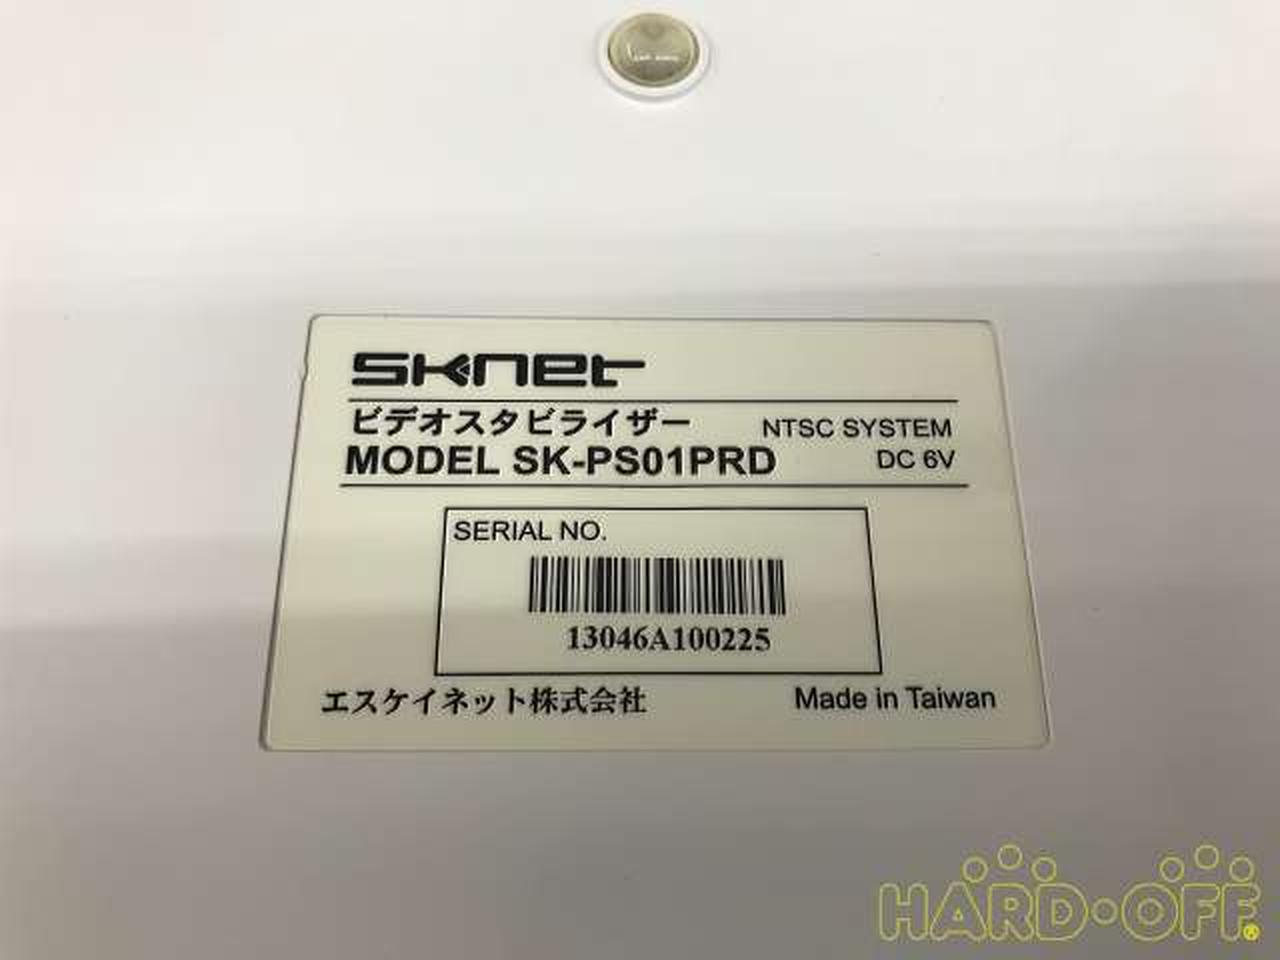 SKnet
ビデオスタビライザー NTSC SYSTEM
MODEL SK-PS01PRD DC 6V
SERIAL NO.
13046A100225
エスケイネット株式会社 Made in Taiwan
HARD・OFF®